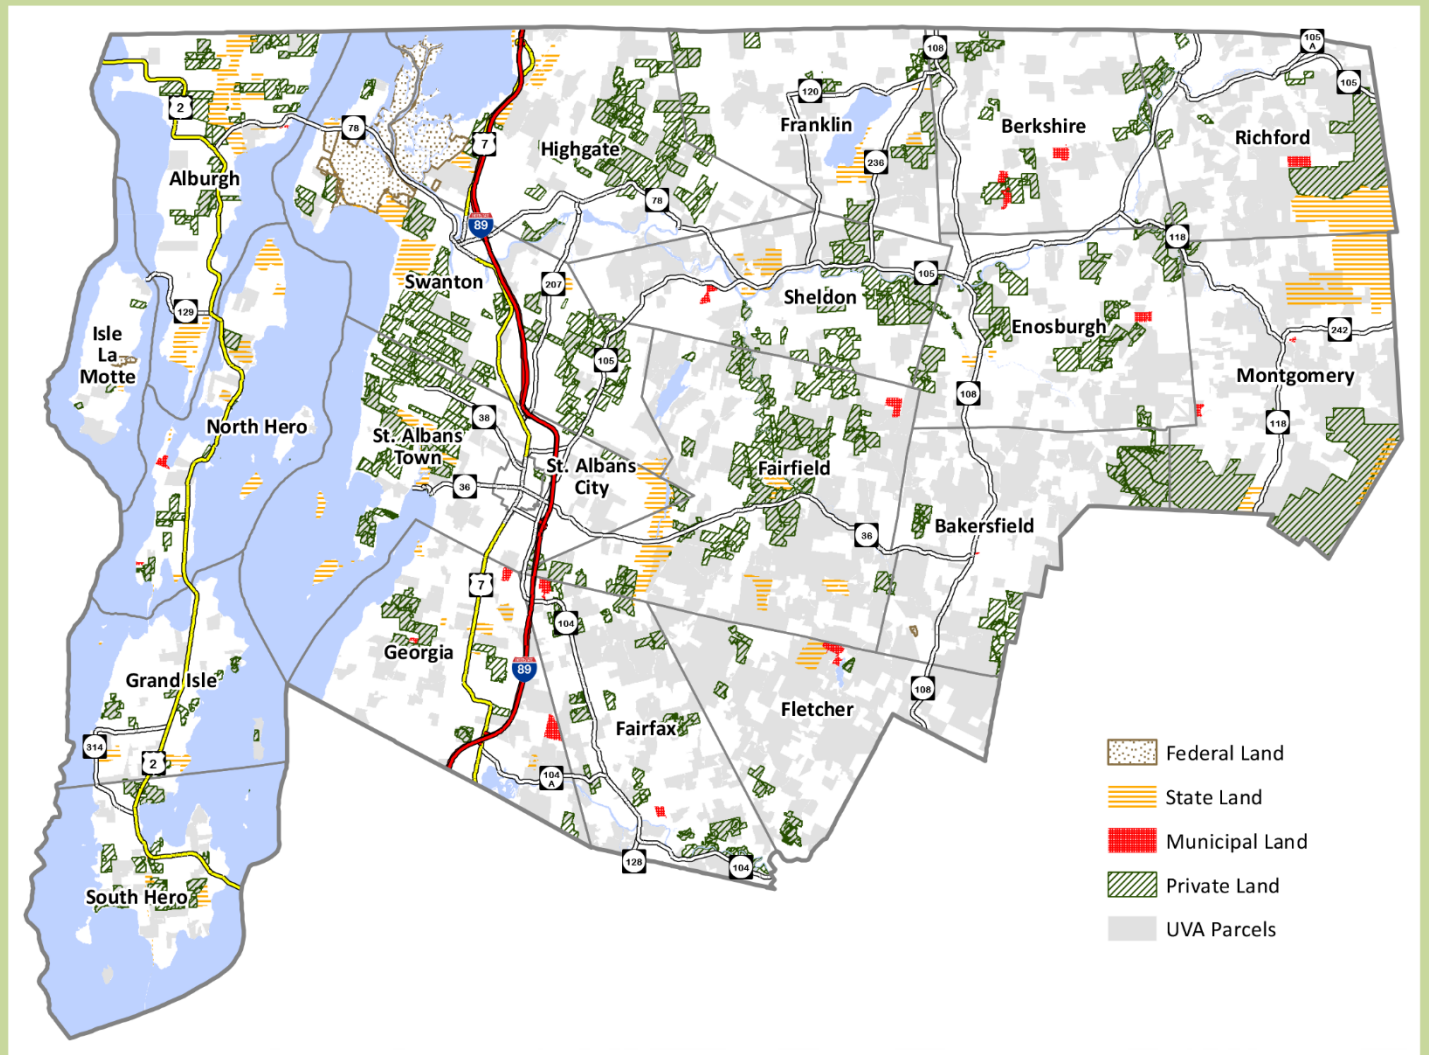 108
105
A
105
2
120
78
7
Franklin
Berkshire
Richford
Highgate
236
Alburgh
78
89
118
Swanton
207
105
Sheldon
129
Enosburgh
242
Isle
La
Motte
105
Montgomery
108
38
118
North Hero
St. Albans
Town
St. Albans
City
Fairfield
36
Bakersfield
36
7
104
Georgia
89
Grand Isle
108
Fletcher
Fairfax
314
2
104
A
Federal Land
State Land
Municipal Land
Private Land
UVA Parcels
128
104
South Hero